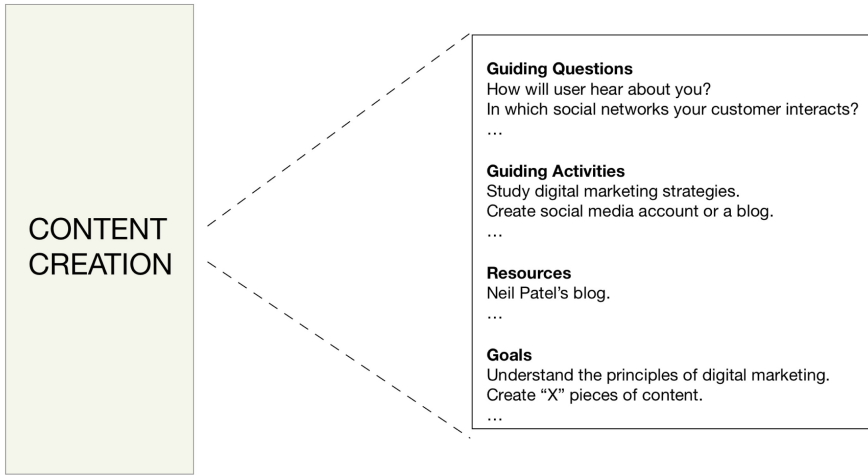 CONTENT
CREATION
Guiding Questions
How will user hear about you?
In which social networks your customer interacts?
…
Guiding Activities
Study digital marketing strategies.
Create social media account or a blog.
…
Resources
Neil Patel’s blog.
…
Goals
Understand the principles of digital marketing.
Create “X” pieces of content.
…